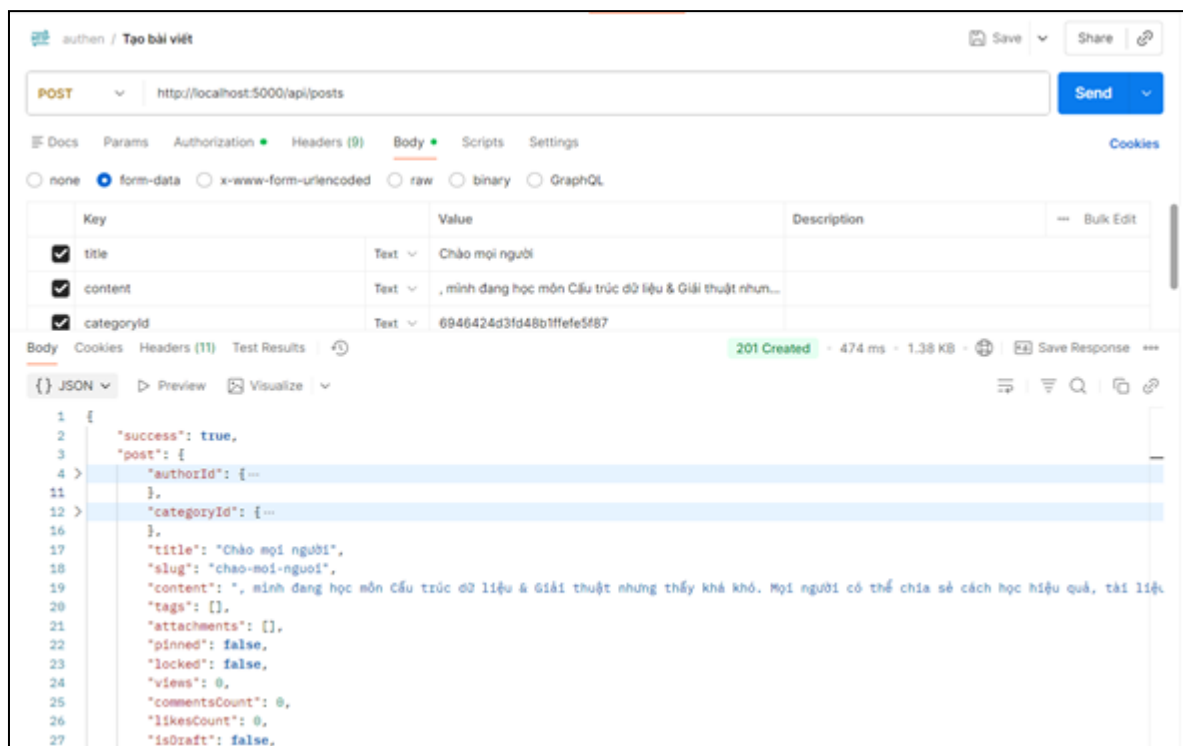 authen / Tạo bài viết Save Share
POST http://localhost:5000/api/posts Send
Docs Params Authorization Headers (9) Body Scripts Settings Cookies
none form-data x-www-form-urlencoded raw binary GraphQL
Key Value Description ••• Bulk Edit
title Text Chào mọi người
content Text , mình đang học môn Cấu trúc dữ liệu & Giải thuật nhưn...
categoryId Text 6946424d3fd48b1ffefe5f87
Body Cookies Headers (11) Test Results 201 Created • 474 ms • 1.38 KB • Save Response •••
{} JSON Preview Visualize
1 {
2 "success": true,
3 "post": {
4 "authorId": {…
11 },
12 "categoryId": {…
16 },
17 "title": "Chào mọi người",
18 "slug": "chao-moi-nguoi",
19 "content": ", mình đang học môn Cấu trúc dữ liệu & Giải thuật nhưng thấy khá khó. Mọi người có thể chia sẻ cách học hiệu quả, tài liệu
20 "tags": [],
21 "attachments": [],
22 "pinned": false,
23 "locked": false,
24 "views": 0,
25 "commentsCount": 0,
26 "likesCount": 0,
27 "isDraft": false,